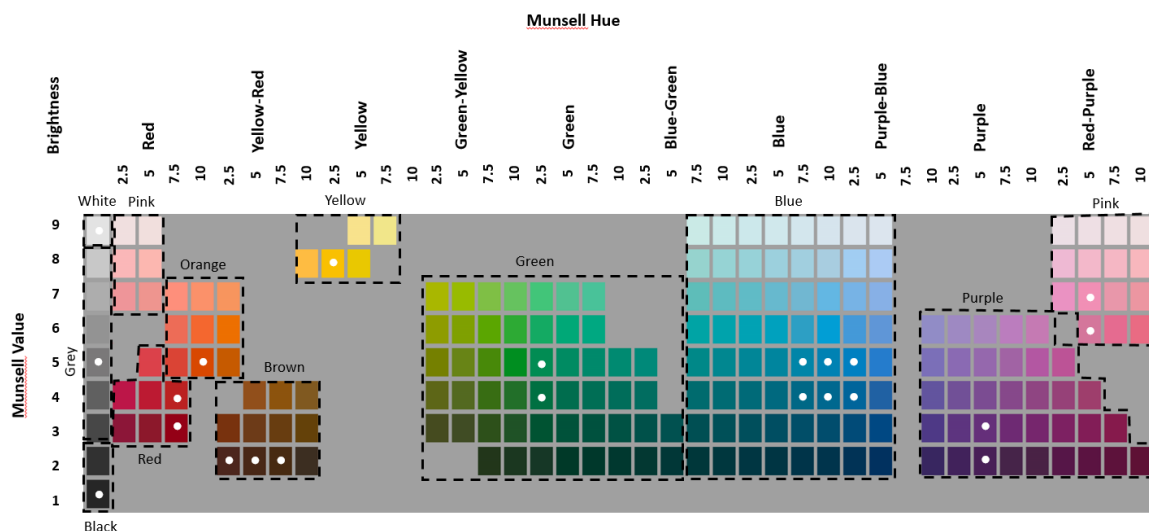 Munsell Hue
Brightness
Red
Yellow-Red
Yellow
Green-Yellow
Green
Blue-Green
Blue
Purple-Blue
Purple
Red-Purple
2.5 5 7.5 10 2.5 5 7.5 10 2.5 5 7.5 10 2.5 5 7.5 10 2.5 5 7.5 10 2.5 5 7.5 10 2.5 5 7.5 10 2.5 5 7.5 10 2.5 5 7.5 10 2.5 5 7.5 10
White
Pink
Yellow
Blue
Pink
Orange
Green
Purple
Brown
Red
Black
Grey
Munsell Value
9
8
7
6
5
4
3
2
1